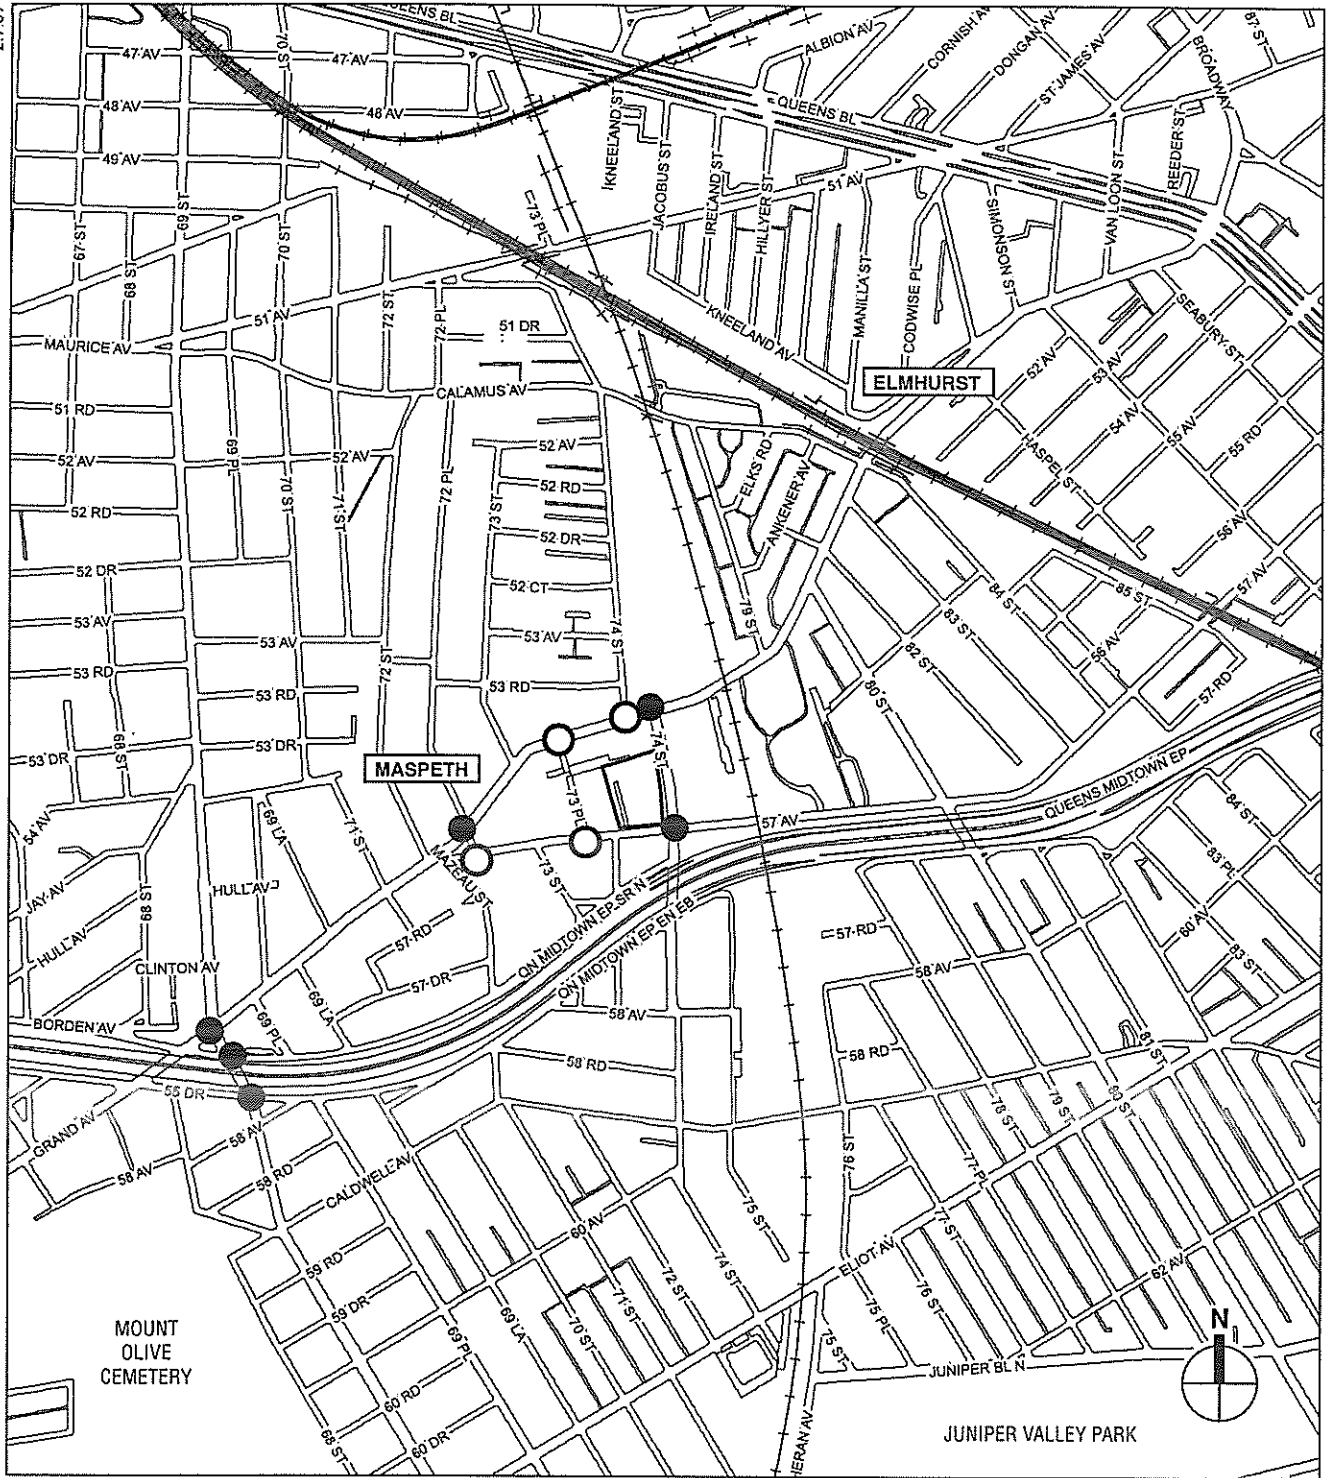 QUEENS BL
47 AV
70 ST
47 AV
ALBION AV
CORNISH AV
DONGAN AV
ST JAMES AV
BROADWAY
87 ST
48 AV
48 AV
KNEELAND ST
QUEENS BL
49 AV
JACOBUS ST
IRELAND ST
HILLYER ST
51 AV
VAN LOON ST
REEDER ST
67 ST
68 ST
69 ST
70 ST
73 PL
MANILLA ST
CODWISE PL
SIMONSON ST
SEABURY ST
51 AV
72 ST
72 PL
51 DR
KNEELAND AV
MAURICE AV
CALAMUS AV
ELMHURST
52 AV
53 AV
54 AV
55 AV
55 RD
51 RD
52 AV
69 PL
52 AV
52 AV
HASPEL ST
52 RD
70 ST
71 ST
72 PL
73 ST
52 RD
ELKS RD
ANKENER AV
56 AV
52 DR
52 DR
52 CT
79 ST
84 ST
85 ST
57 AV
53 AV
53 AV
53 AV
74 ST
83 ST
82 ST
56 AV
53 RD
53 RD
72 ST
53 RD
80 ST
57 RD
53 DR
68 ST
53 DR
MASPETH
74 ST
QUEENS MIDTOWN EP
54 AV
69 LA
71 ST
73 PL
57 AV
84 ST
JAY AV
68 ST
HULL AV
MAZEAU ST
73 ST
83 PL
HULL AV
57 RD
QN MIDTOWN EP SR N
QN MIDTOWN EP EN EB
57 RD
60 AV
83 ST
CLINTON AV
57 DR
58 AV
BORDEN AV
69 PL
69 LA
58 AV
58 RD
58 RD
81 ST
55 DR
GRAND AV
58 AV
58 AV
58 RD
CALDWELL AV
76 ST
78 ST
79 ST
80 ST
77 PL
75 ST
60 AV
77 ST
59 RD
59 DR
74 ST
72 ST
71 ST
70 ST
69 LA
69 PL
ELIOT AV
76 ST
75 PL
75 ST
62 AV
MOUNT
OLIVE
CEMETERY
N
JUNIPER BL N
60 RD
60 DR
68 ST
JUNIPER VALLEY PARK